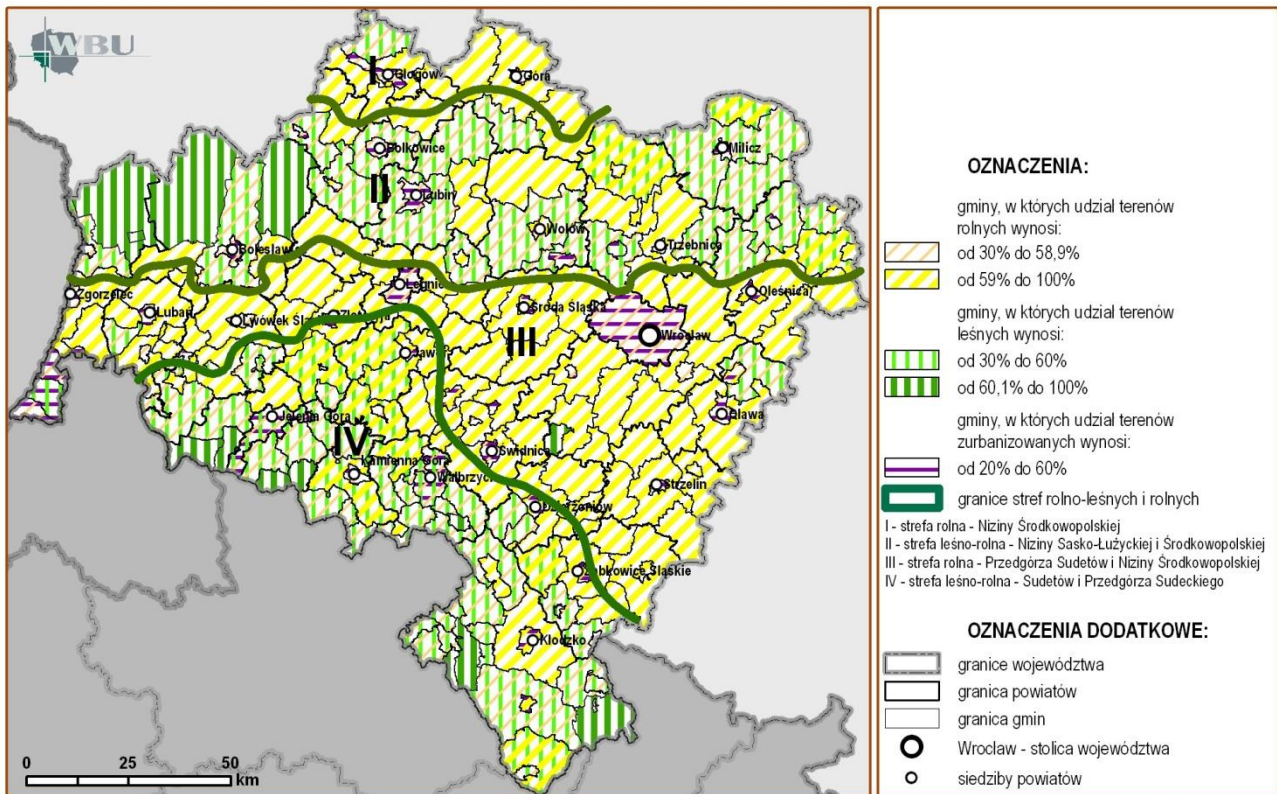 WBU
I
Głogów
Góra
Polkowice
Milicz
II
Lubin
Wołów
Trzebnica
Bolesław
Zgorzelec
Legnic
Oleśnica
Środa Śląska
Lubań
Lwówek Ślą
Wrocław
III
Jawor
Oława
Jelenia Góra
IV
Kamienna Góra
Świdnica
Wałbrzych
Strzelin
Dzierżoniów
Ząbkowice Śląskie
Kłodzko
0 25 50
km
OZNACZENIA:
gminy, w których udział terenów
rolnych wynosi:
od 30% do 58,9%
od 59% do 100%
gminy, w których udział terenów
leśnych wynosi:
od 30% do 60%
od 60,1% do 100%
gminy, w których udział terenów
zurbanizowanych wynosi:
od 20% do 60%
granice stref rolno-leśnych i rolnych
I - strefa rolna - Niziny Środkowopolskiej
II - strefa leśno-rolna - Niziny Sasko-Łużyckiej i Środkowopolskiej
III - strefa rolna - Przedgórza Sudetów i Niziny Środkowopolskiej
IV - strefa leśno-rolna - Sudetów i Przedgórza Sudeckiego
OZNACZENIA DODATKOWE:
granice województwa
granica powiatów
granica gmin
Wrocław - stolica województwa
siedziby powiatów